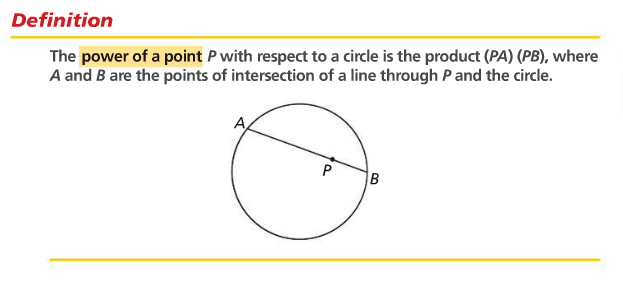 Definition
The power of a point P with respect to a circle is the product (PA) (PB), where
A and B are the points of intersection of a line through P and the circle.
A
P
B